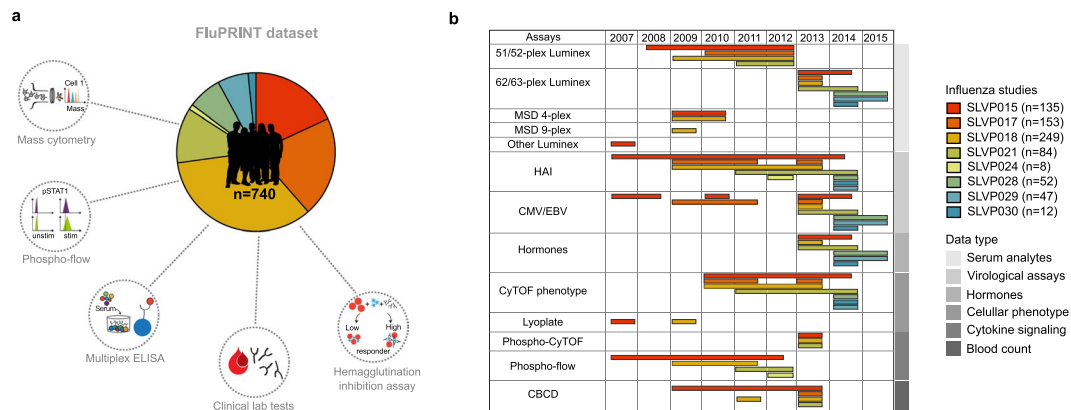 a
FluPRINT dataset
Cell 1
Mass
Mass cytometry
pSTAT1
unstim stim
Phospho-flow
Serum
Multiplex ELISA
Clinical lab tests
Low High
responder
Hemagglutination
inhibition assay
n=740
b
Assays 2007 2008 2009 2010 2011 2012 2013 2014 2015
51/52-plex Luminex
62/63-plex Luminex
MSD 4-plex
MSD 9-plex
Other Luminex
HAI
CMV/EBV
Hormones
CyTOF phenotype
Lyoplate
Phospho-CyTOF
Phospho-flow
CBCD
Influenza studies
SLVP015 (n=135)
SLVP017 (n=153)
SLVP018 (n=249)
SLVP021 (n=84)
SLVP024 (n=8)
SLVP028 (n=52)
SLVP029 (n=47)
SLVP030 (n=12)
Data type
Serum analytes
Virological assays
Hormones
Celullar phenotype
Cytokine signaling
Blood count